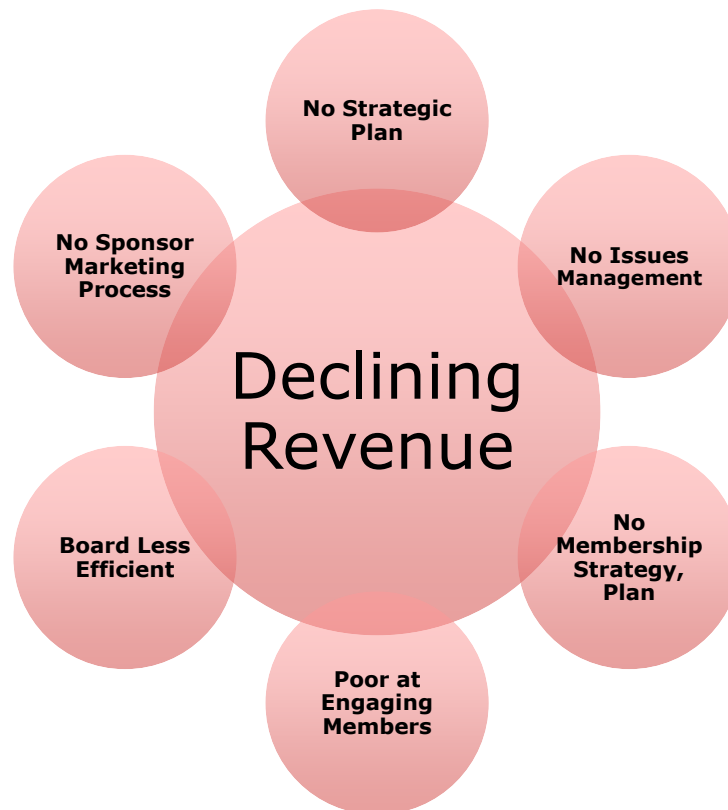 No Strategic
Plan
No Sponsor
Marketing
Process
No Issues
Management
Declining
Revenue
Board Less
Efficient
No
Membership
Strategy,
Plan
Poor at
Engaging
Members